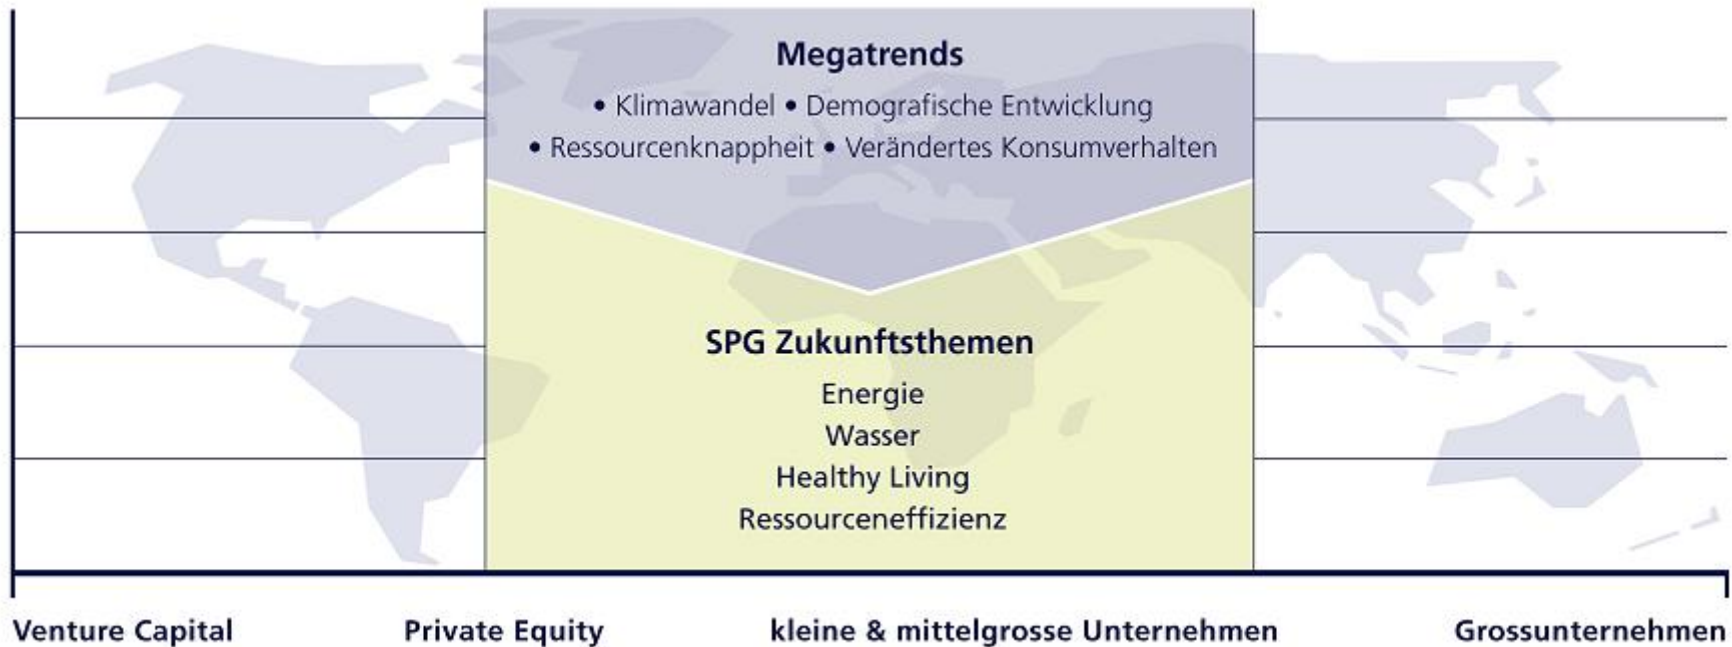 Megatrends
• Klimawandel • Demografische Entwicklung
• Ressourcenknappheit • Verändertes Konsumverhalten
SPG Zukunftsthemen
Energie
Wasser
Healthy Living
Ressourceneffizienz
Venture Capital Private Equity kleine & mittelgrosse Unternehmen Grossunternehmen